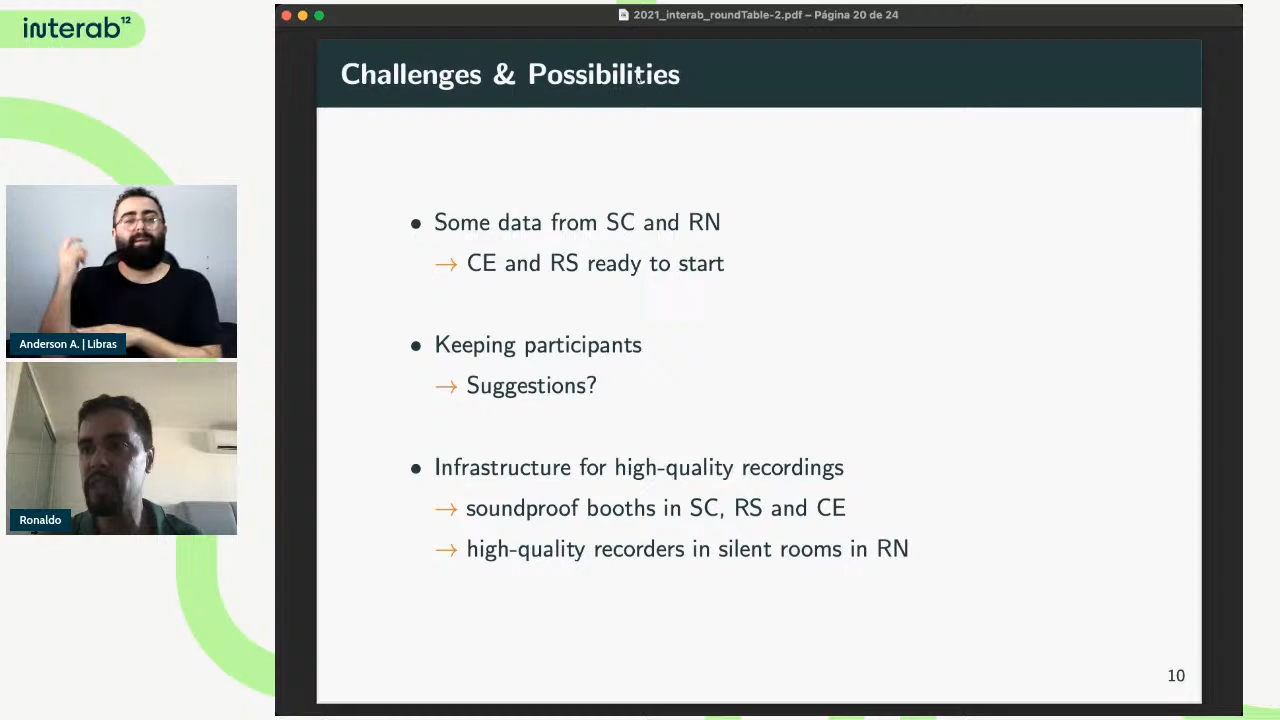 interab12
2021_interab_roundTable-2.pdf – Página 20 de 24
Challenges & Possibilities
• Some data from SC and RN
→ CE and RS ready to start
• Keeping participants
→ Suggestions?
• Infrastructure for high-quality recordings
→ soundproof booths in SC, RS and CE
→ high-quality recorders in silent rooms in RN
10
Anderson A. | Libras
Ronaldo